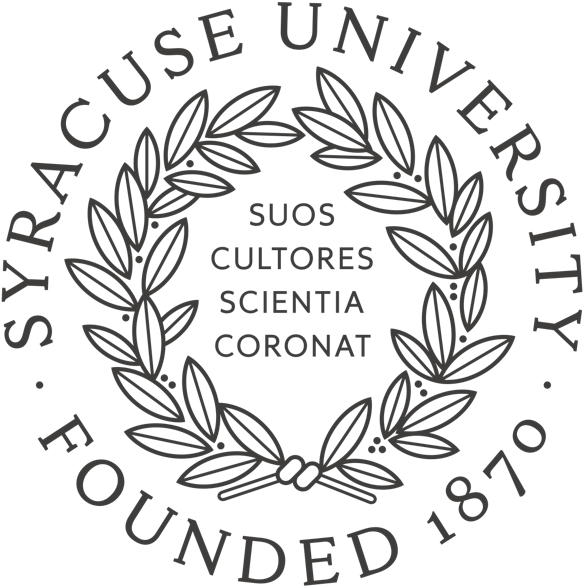 SYRACUSE UNIVERSITY
SUOS
CULTORES
SCIENTIA
CORONAT
· FOUNDED 1870 ·